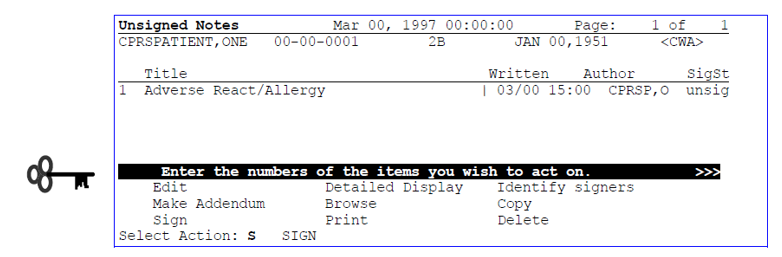 Unsigned Notes Mar 00, 1997 00:00:00 Page: 1 of 1
CPRSPATIENT,ONE 00-00-0001 2B JAN 00,1951 <CWA>
Title Written Author SigSt
1 Adverse React/Allergy | 03/00 15:00 CPRSP,O unsig
Enter the numbers of the items you wish to act on. >>>
Edit Detailed Display Identify signers
Make Addendum Browse Copy
Sign Print Delete
Select Action: S SIGN